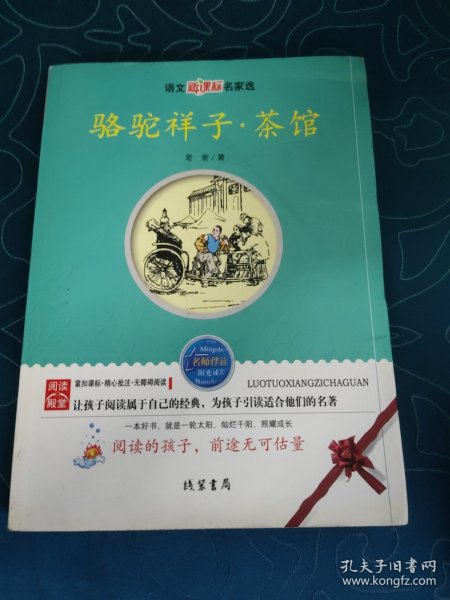 语文新课标名家选
骆驼祥子·茶馆
老 舍/著
Mingshi
名师伴读
阳光成长
阅读
殿堂
紧扣课标·精心批注·无障碍阅读
LUOTUOXIANGZICHAGUAN
让孩子阅读属于自己的经典，为孩子引读适合他们的名著
一本好书，就是一轮太阳，灿烂千阳，照耀成长
阅读的孩子，前途无可估量
线装书局
孔夫子旧书网
www.kongfz.com